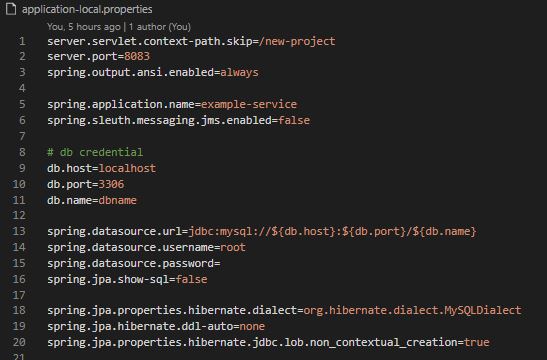 application-local.properties
You, 5 hours ago | 1 author (You)
1 server.servlet.context-path.skip=/new-project
2 server.port=8083
3 spring.output.ansi.enabled=always
4
5 spring.application.name=example-service
6 spring.sleuth.messaging.jms.enabled=false
7
8 # db credential
9 db.host=localhost
10 db.port=3306
11 db.name=dbname
12
13 spring.datasource.url=jdbc:mysql://${db.host}:${db.port}/${db.name}
14 spring.datasource.username=root
15 spring.datasource.password=
16 spring.jpa.show-sql=false
17
18 spring.jpa.properties.hibernate.dialect=org.hibernate.dialect.MySQLDialect
19 spring.jpa.hibernate.ddl-auto=none
20 spring.jpa.properties.hibernate.jdbc.lob.non_contextual_creation=true
21